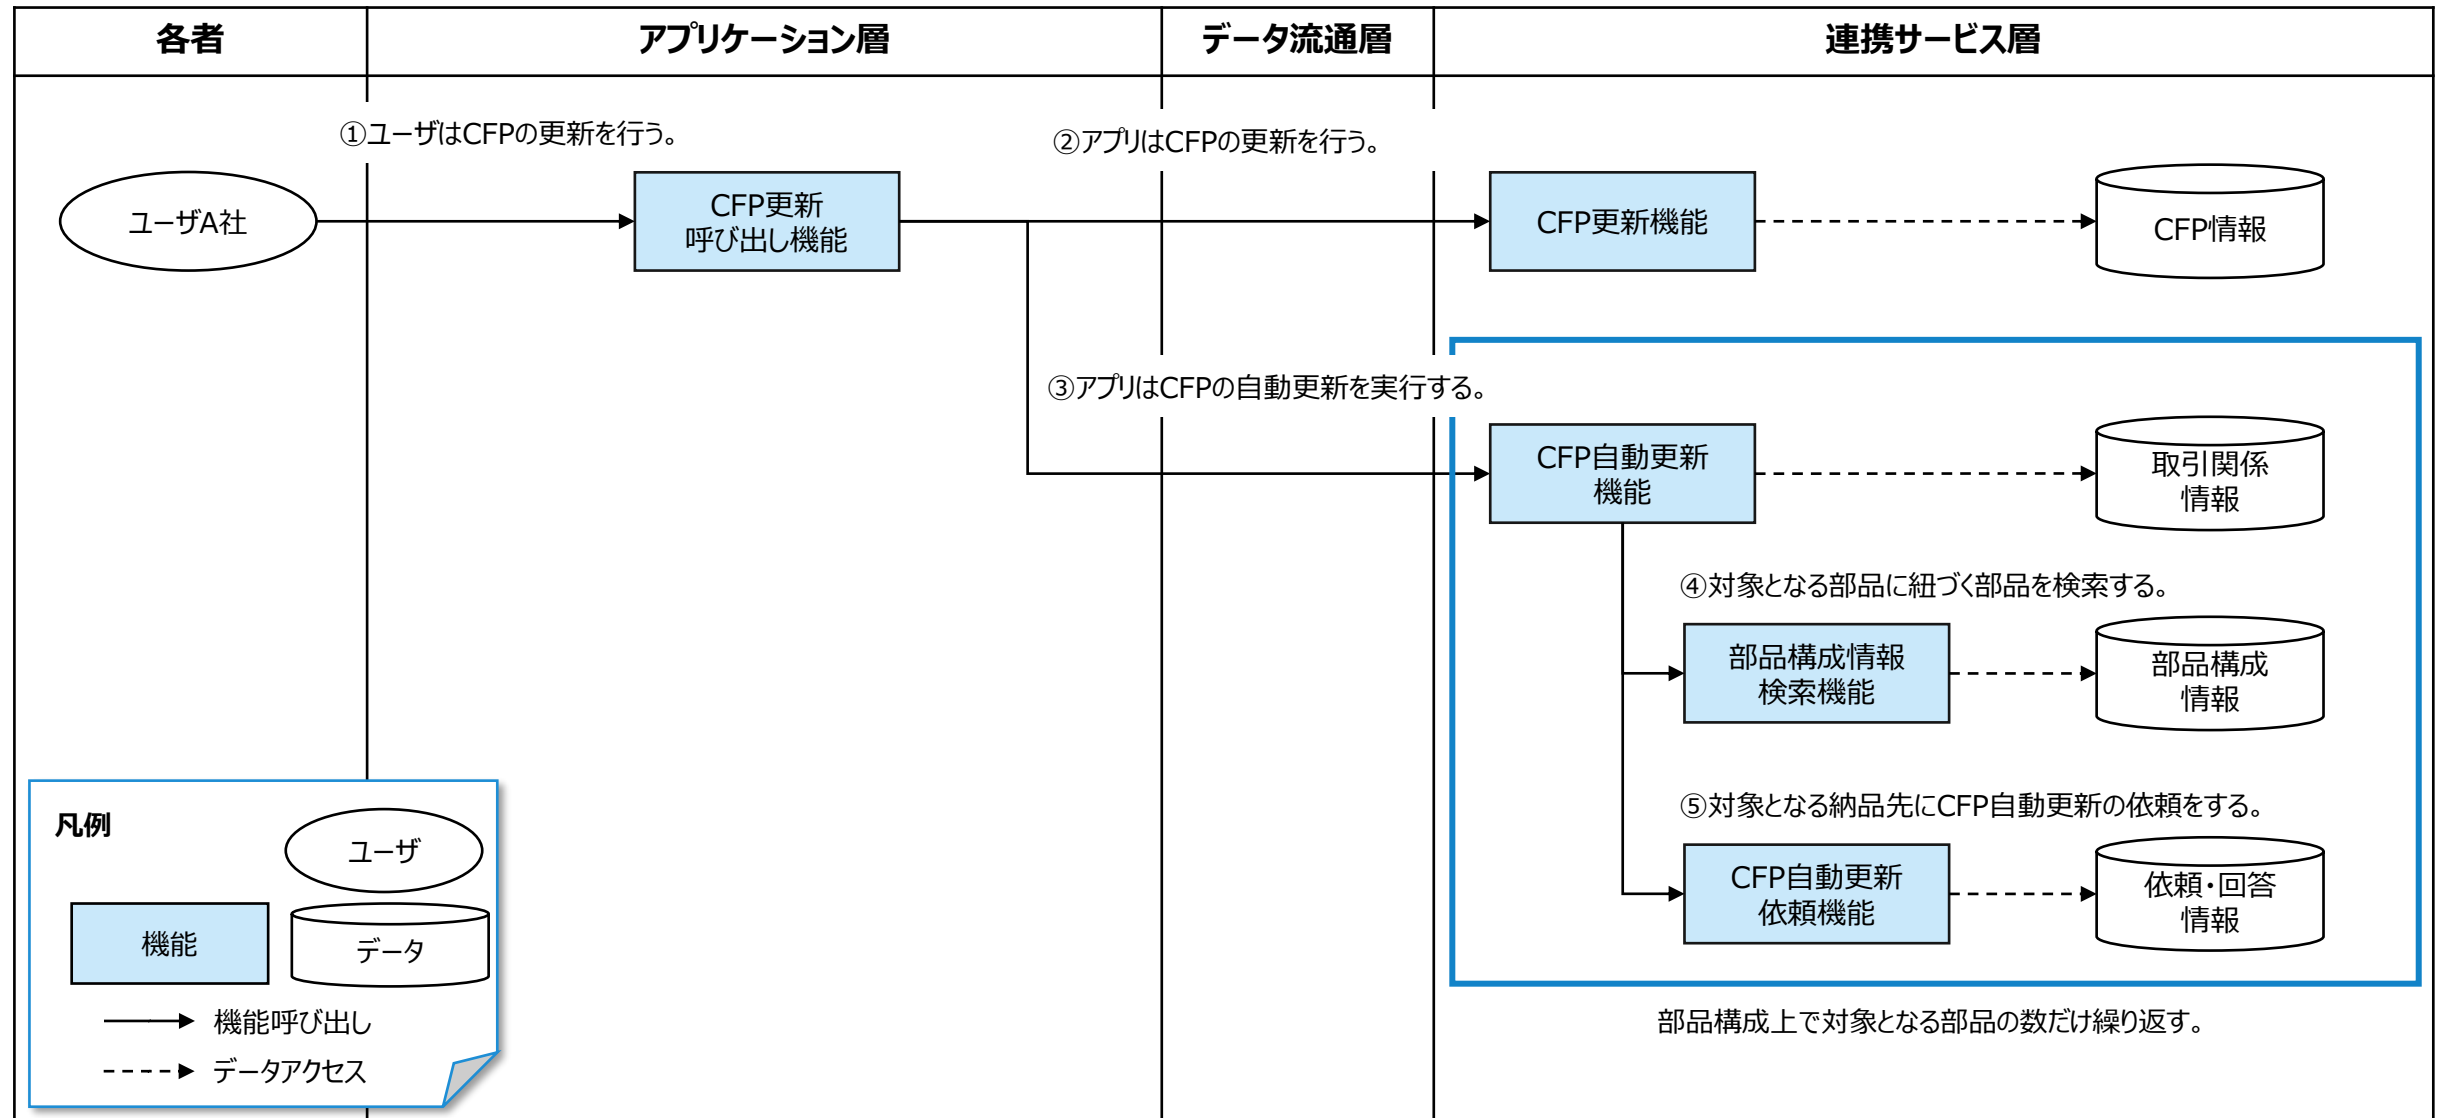 各者
アプリケーション層
データ流通層
連携サービス層
①ユーザはCFPの更新を行う。
②アプリはCFPの更新を行う。
ユーザA社
CFP更新
呼び出し機能
CFP更新機能
CFP情報
③アプリはCFPの自動更新を実行する。
CFP自動更新
機能
取引関係
情報
④対象となる部品に紐づく部品を検索する。
部品構成情報
検索機能
部品構成
情報
⑤対象となる納品先にCFP自動更新の依頼をする。
CFP自動更新
依頼機能
依頼・回答
情報
部品構成上で対象となる部品の数だけ繰り返す。
凡例
ユーザ
機能
データ
機能呼び出し
データアクセス